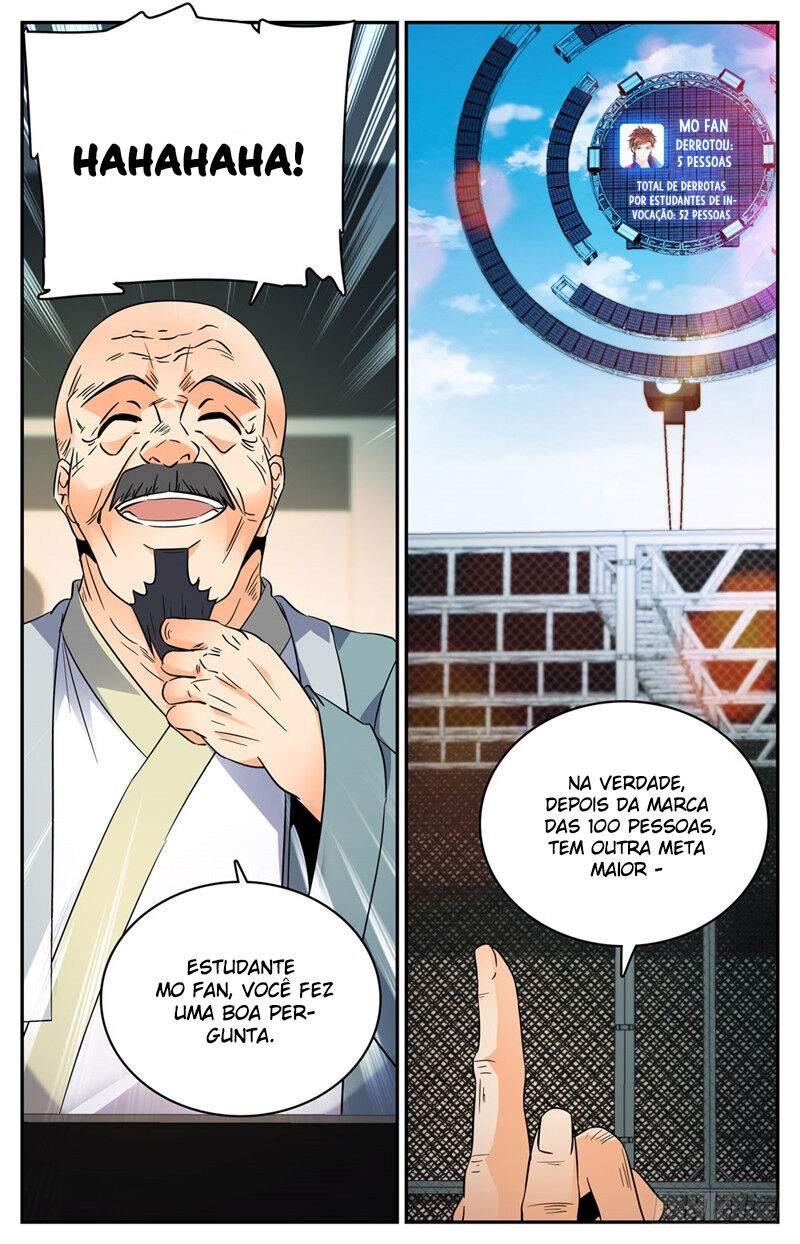 HAHAHAHA!
ESTUDANTE
MO FAN, VOCÊ FEZ
UMA BOA PER-
GUNTA.
MO FAN
DERROTOU:
5 PESSOAS
TOTAL DE DERROTAS
POR ESTUDANTES DE IN-
VOCAÇÃO: 52 PESSOAS
NA VERDADE,
DEPOIS DA MARCA
DAS 100 PESSOAS,
TEM OUTRA META
MAIOR -